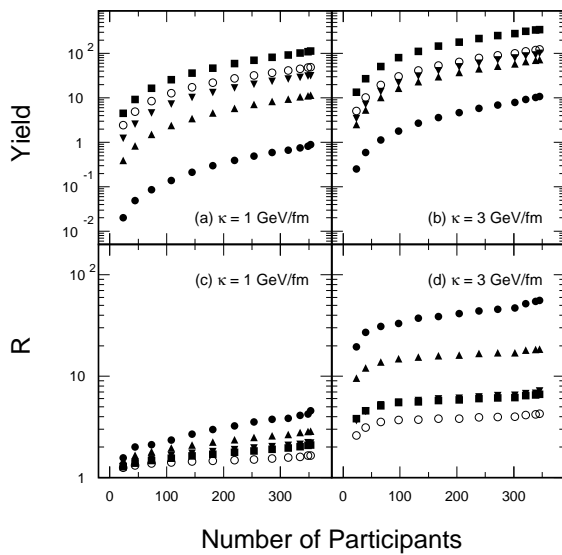 Yield
10²
10
1
10⁻¹
10⁻²
(a) κ = 1 GeV/fm
(b) κ = 3 GeV/fm
R
10²
10
1
(c) κ = 1 GeV/fm
(d) κ = 3 GeV/fm
0 100 200 300
0 100 200 300
Number of Participants